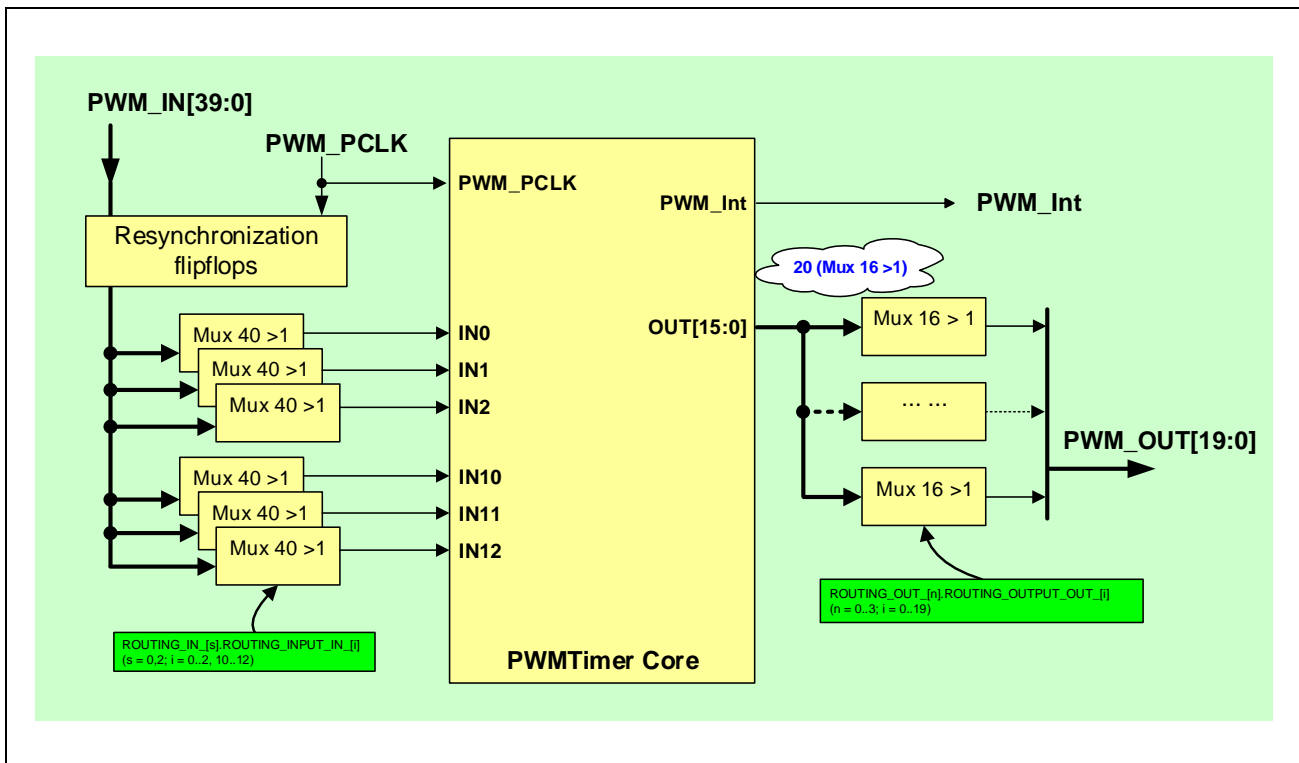 PWM_IN[39:0]
PWM_PCLK
PWM_PCLK
PWM_Int
PWM_Int
Resynchronization
flipflops
20 (Mux 16 >1)
Mux 40 >1
IN0
OUT[15:0]
Mux 16 > 1
Mux 40 >1
IN1
Mux 40 >1
IN2
... ...
PWM_OUT[19:0]
Mux 40 >1
IN10
Mux 16 >1
Mux 40 >1
IN11
Mux 40 >1
IN12
ROUTING_OUT_[n].ROUTING_OUTPUT_OUT_[i]
(n = 0..3; i = 0..19)
ROUTING_IN_[s].ROUTING_INPUT_IN_[i]
(s = 0,2; i = 0..2, 10..12)
PWMTimer Core